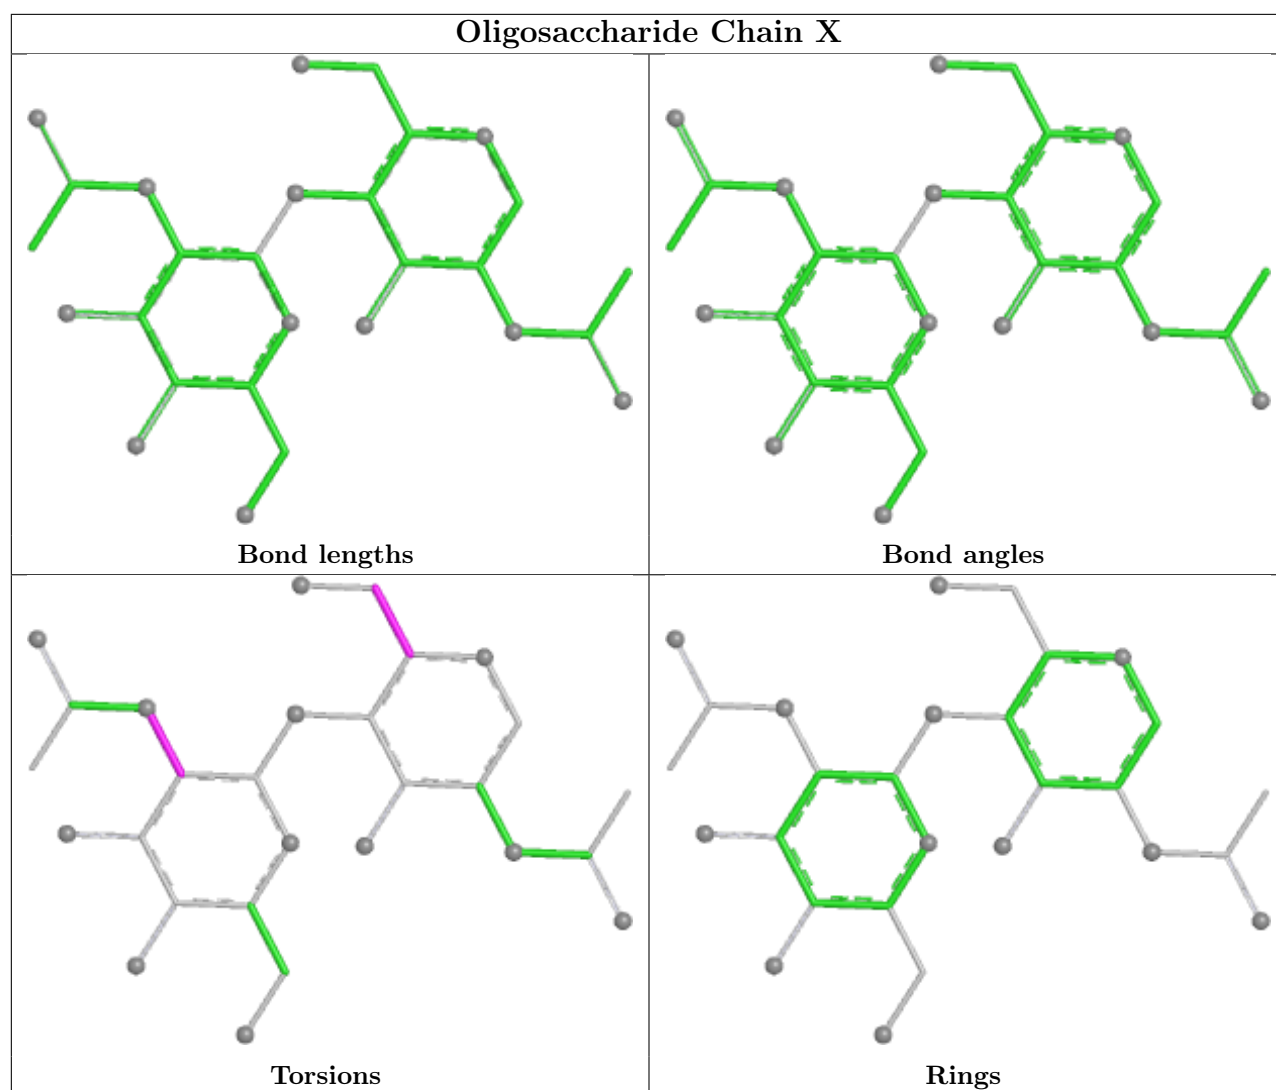 Oligosaccharide Chain X
Bond lengths
Bond angles
Torsions
Rings